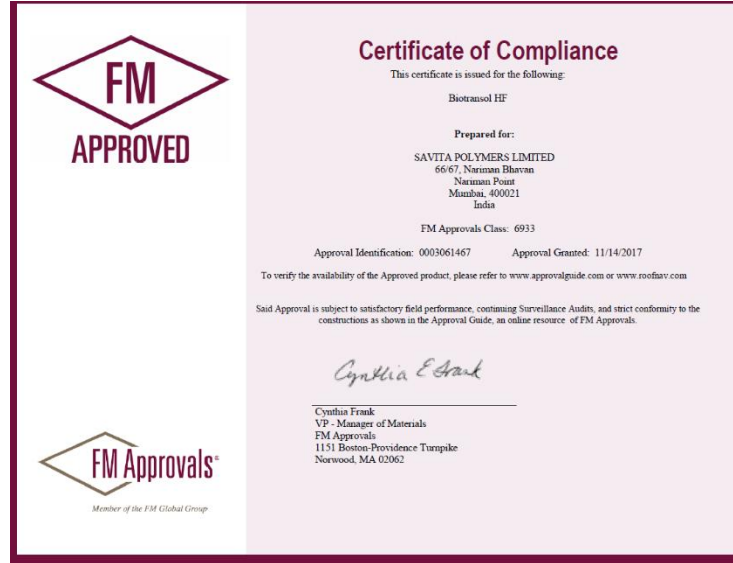 FM
APPROVED
Certificate of Compliance
This certificate is issued for the following:
Biotransol HF
Prepared for:
SAVITA POLYMERS LIMITED
66/67, Nariman Bhavan
Nariman Point
Mumbai, 400021
India
FM Approvals Class: 6933
Approval Identification: 0003061467 Approval Granted: 11/14/2017
To verify the availability of the Approved product, please refer to www.approvalguide.com or www.roofnav.com
Said Approval is subject to satisfactory field performance, continuing Surveillance Audits, and strict conformity to the
constructions as shown in the Approval Guide, an online resource of FM Approvals.
Cynthia E Frank
Cynthia Frank
VP - Manager of Materials
FM Approvals
1151 Boston-Providence Turnpike
Norwood, MA 02062
FM Approvals®
Member of the FM Global Group